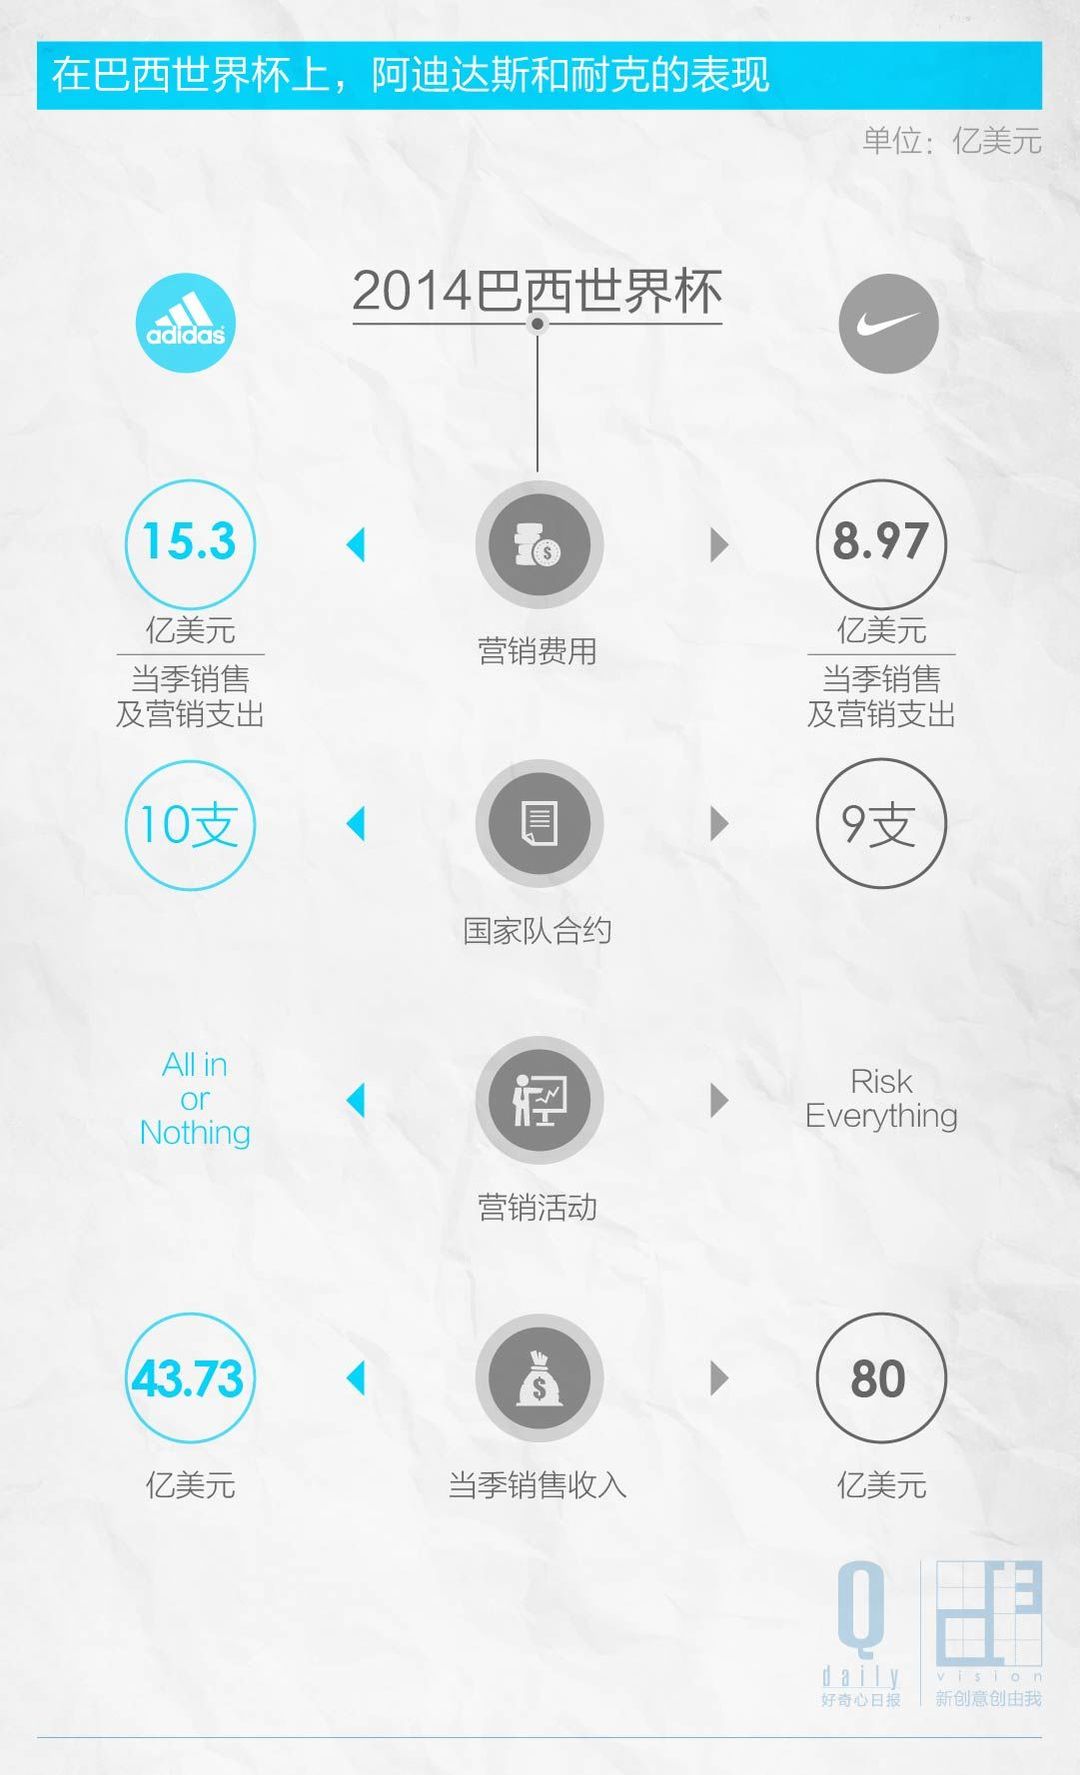 在巴西世界杯上，阿迪达斯和耐克的表现
单位：亿美元
2014巴西世界杯
adidas
15.3
亿美元
当季销售
及营销支出
营销费用
8.97
亿美元
当季销售
及营销支出
10支
国家队合约
9支
All in
or
Nothing
营销活动
Risk
Everything
43.73
亿美元
当季销售收入
80
亿美元
Q
daily
好奇心日报
d3
vision
新创意创由我